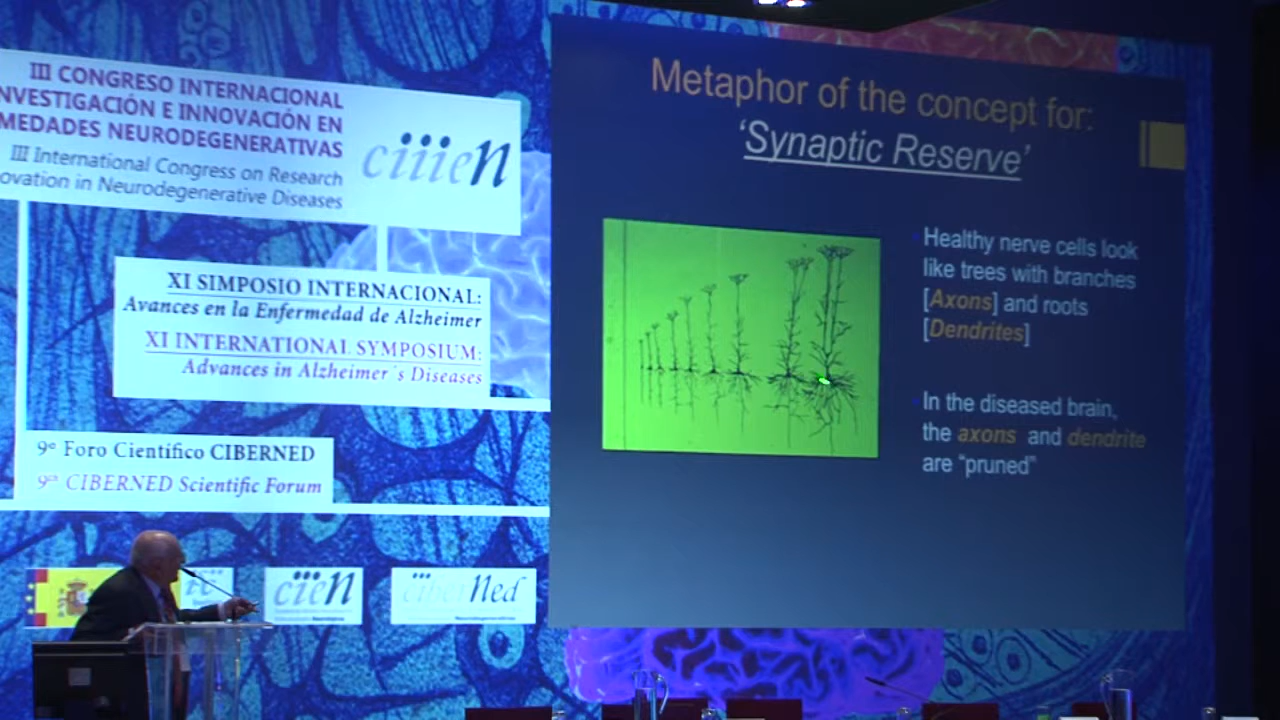 III CONGRESO INTERNACIONAL
NVESTIGACIÓN E INNOVACIÓN EN
MEDADES NEURODEGENERATIVAS
III International Congress on Research
ovation in Neurodegenerative Diseases
ciiien
XI SIMPOSIO INTERNACIONAL:
Avances en la Enfermedad de Alzheimer
XI INTERNATIONAL SYMPOSIUM:
Advances in Alzheimer´s Diseases
9º Foro Científico CIBERNED
9th CIBERNED Scientific Forum
ciien
ciberNed
Metaphor of the concept for:
‘Synaptic Reserve’
Healthy nerve cells look
like trees with branches
[Axons] and roots
[Dendrites]
In the diseased brain,
the axons and dendrite
are “pruned”